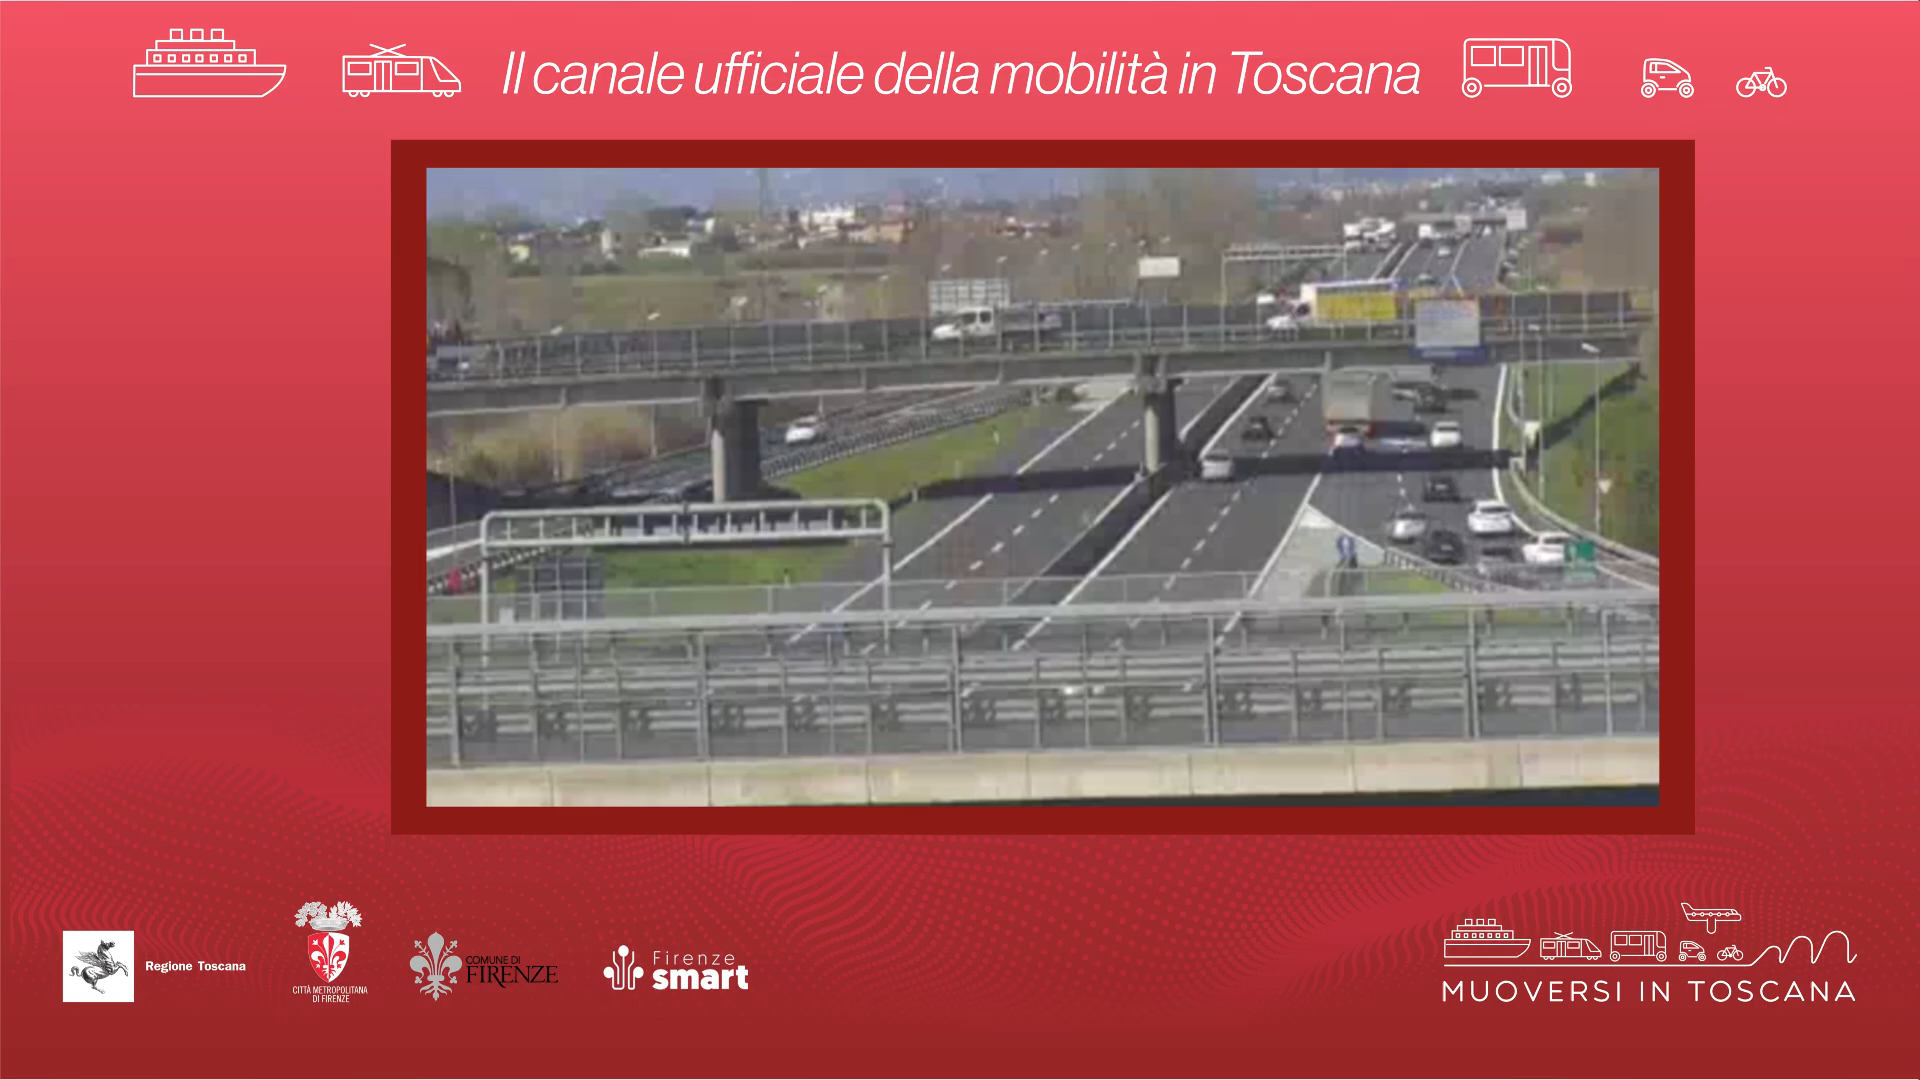 Il canale ufficiale della mobilità in Toscana
Regione Toscana
CITTÀ METROPOLITANA
DI FIRENZE
COMUNE DI
FIRENZE
Firenze
smart
MUOVERSI IN TOSCANA